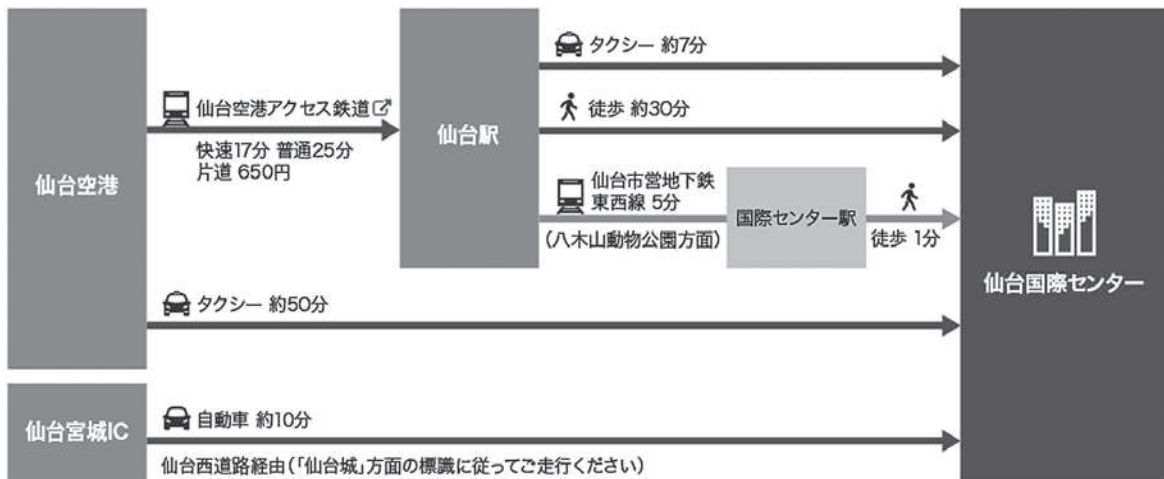 仙台空港
仙台空港アクセス鉄道
快速17分 普通25分
片道 650円
仙台駅
タクシー 約7分
徒歩 約30分
仙台市営地下鉄
東西線 5分
(八木山動物公園方面)
国際センター駅
徒歩 1分
タクシー 約50分
仙台国際センター
仙台宮城IC
自動車 約10分
仙台西道路経由(「仙台城」方面の標識に従ってご走行ください)